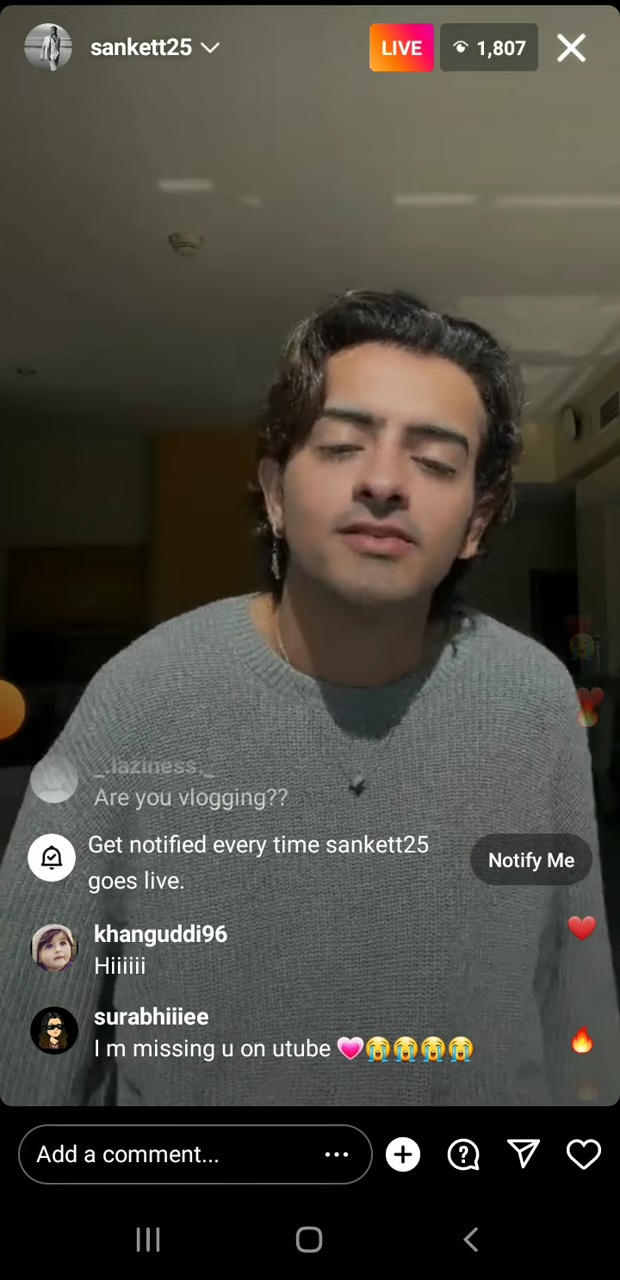 sankett25
LIVE
1,807
_.laziness._
Are you vlogging??
Get notified every time sankett25
goes live.
Notify Me
khanguddi96
Hiiiiii
surabhiiiee
I m missing u on utube 💗😭😭😭😭
Add a comment...